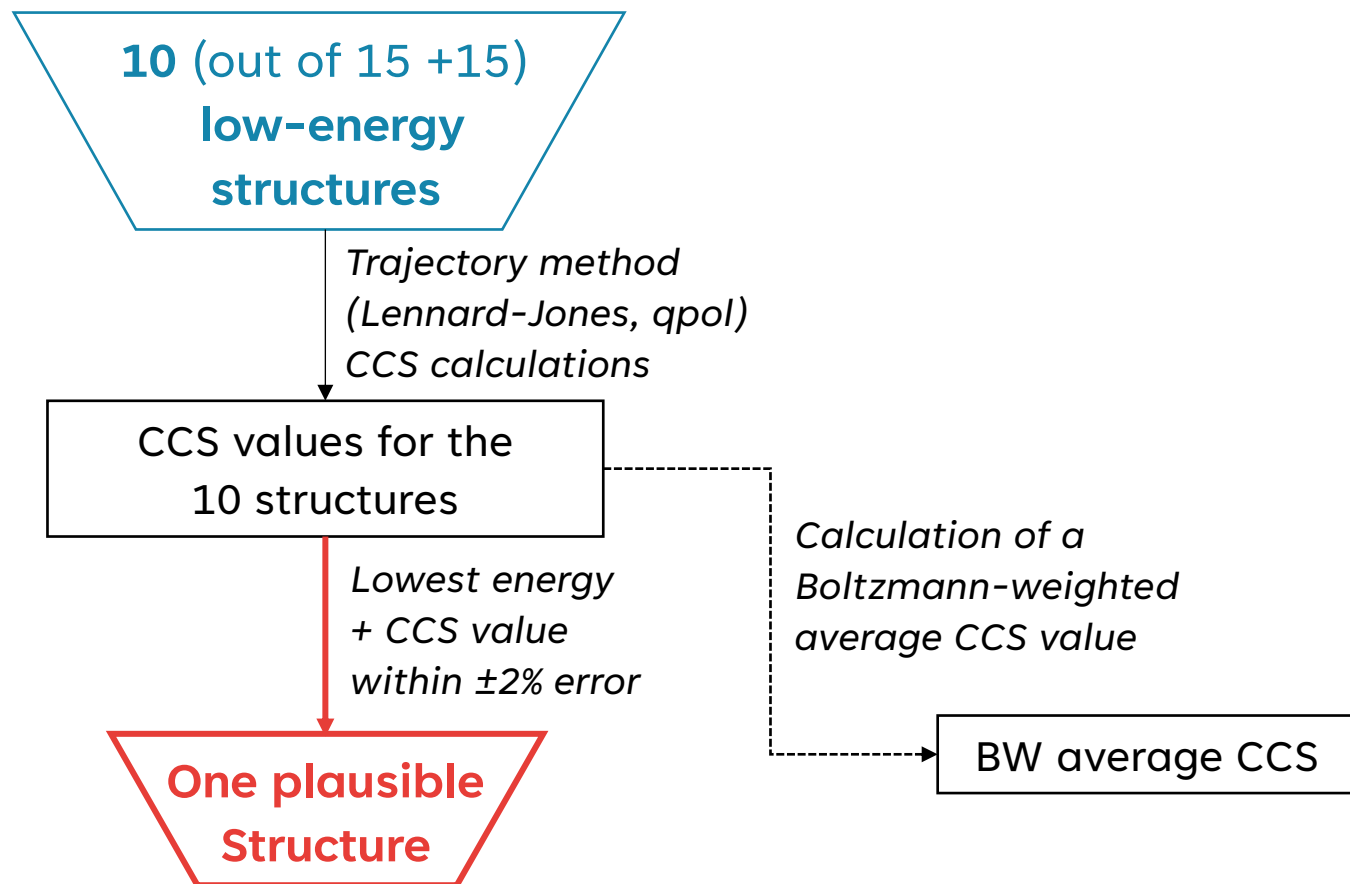 10 (out of 15 +15)
low-energy
structures
Trajectory method
(Lennard-Jones, qpol)
CCS calculations
CCS values for the
10 structures
Lowest energy
+ CCS value
within ±2% error
Calculation of a
Boltzmann-weighted
average CCS value
BW average CCS
One plausible
Structure